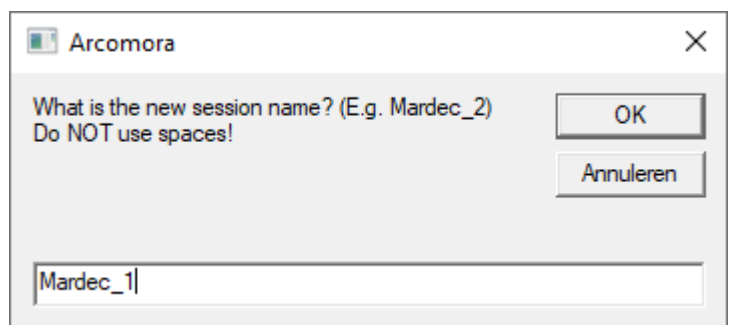 Arcomora
What is the new session name? (E.g. Mardec_2)
Do NOT use spaces!
OK
Annuleren
Mardec_1